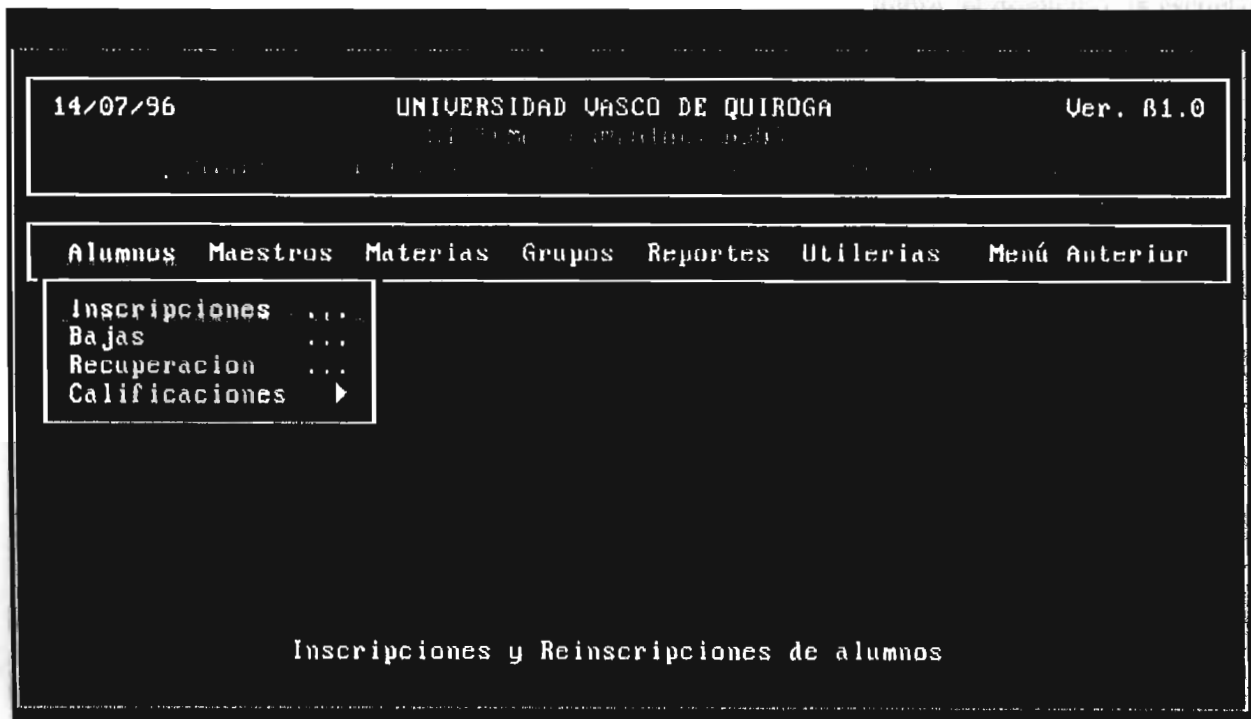 14/07/96 UNIVERSIDAD VASCO DE QUIROGA Ver. ß1.0
Alumnos Maestros Materias Grupos Reportes Utilerias Menú Anterior
Inscripciones ...
Bajas ...
Recuperacion ...
Calificaciones ▶
Inscripciones y Reinscripciones de alumnos